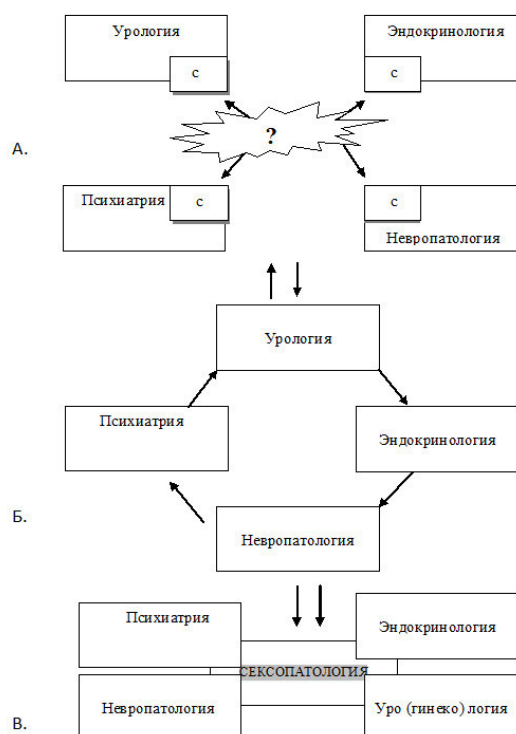 Урология
Эндокринология
с
с
?
А.
Психиатрия
с
с
Невропатология
Урология
Психиатрия
Эндокринология
Б.
Невропатология
Психиатрия
Эндокринология
СЕКСОПАТОЛОГИЯ
Невропатология
Уро (гинеко) логия
В.